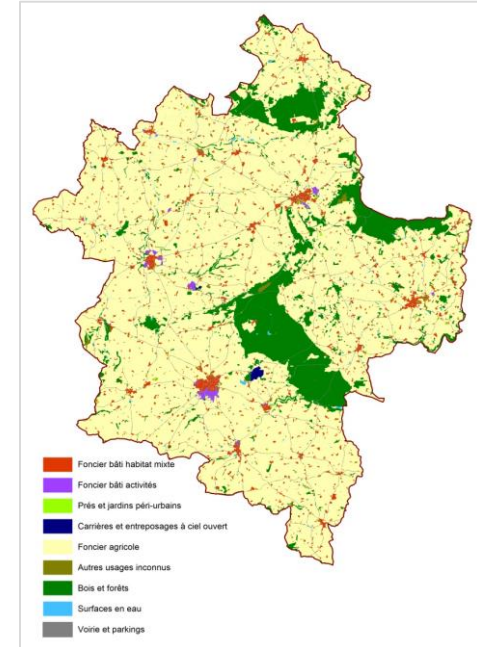 Foncier bâti habitat mixte
Foncier bâti activités
Prés et jardins péri-urbains
Carrières et entreposages à ciel ouvert
Foncier agricole
Autres usages inconnus
Bois et forêts
Surfaces en eau
Voirie et parkings